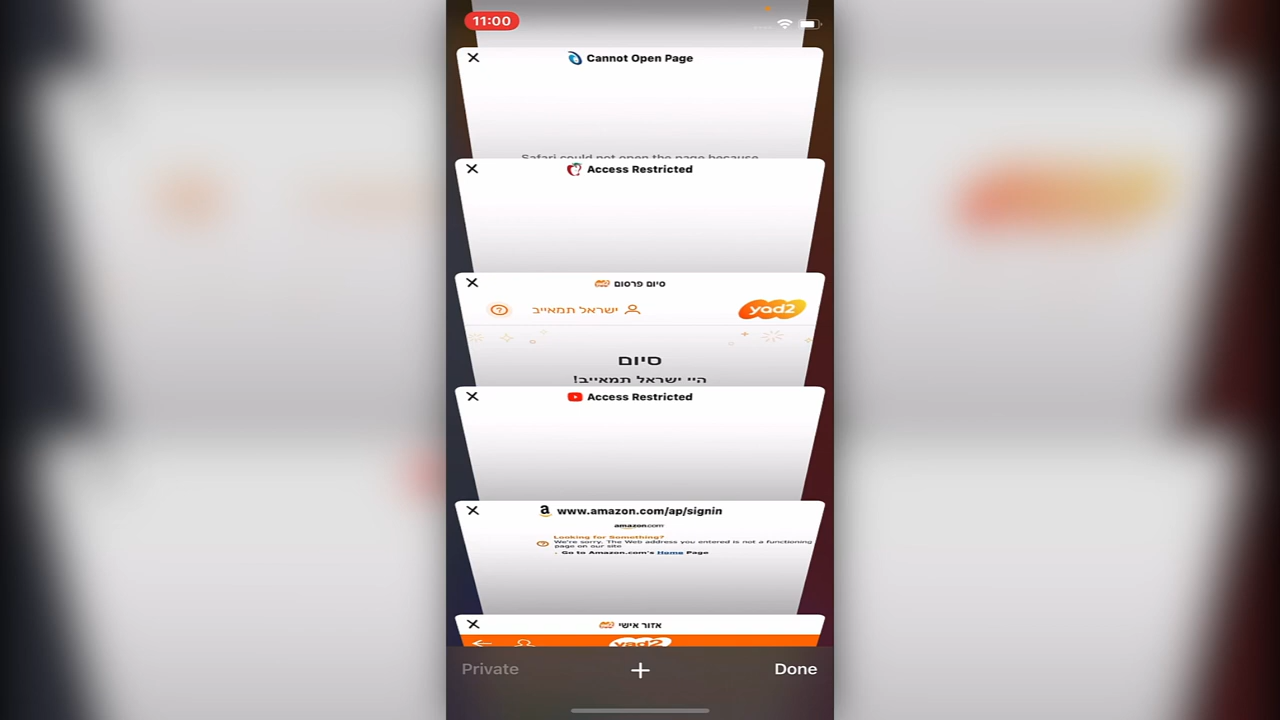 11:00
Cannot Open Page
Safari could not open the page because
Access Restricted
סיום פרסום
ישראל תמאייב
yad2
סיום
היי ישראל תמאייב!
Access Restricted
www.amazon.com/ap/signin
amazon.com
Looking for Something?
We're sorry. The Web address you entered is not a functioning
page on our site
Go to Amazon.com's Home Page
אזור אישי
yad2
Private
Done